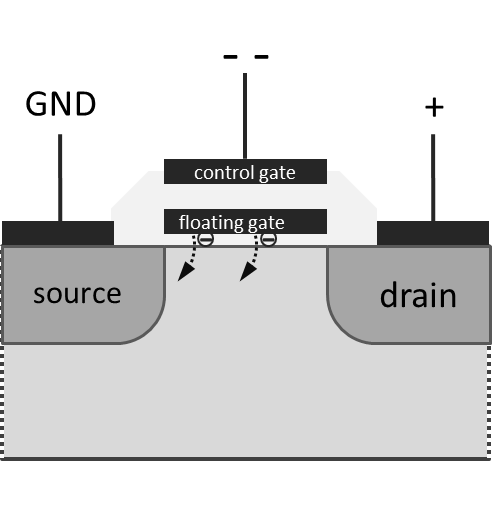 - -
GND
+
control gate
floating gate
source
drain